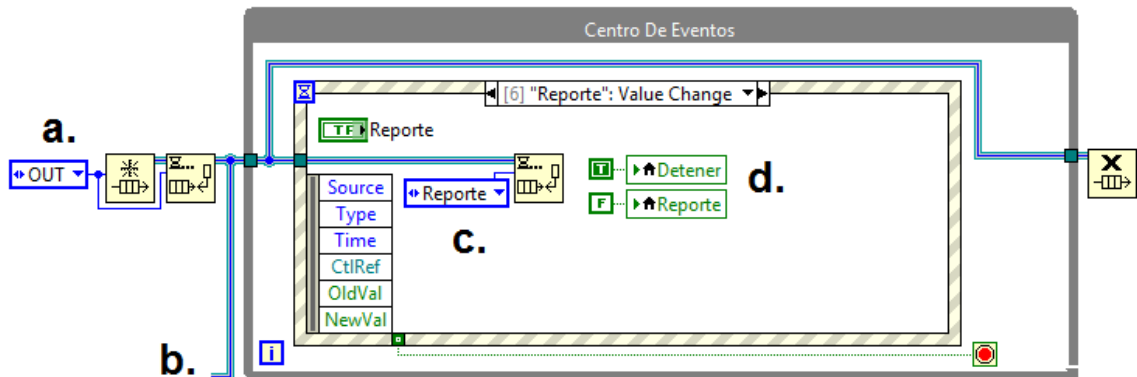 Centro De Eventos
[6] "Reporte": Value Change
a.
TF Reporte
OUT
Source
Type
Time
CtlRef
OldVal
NewVal
Reporte
c.
T Detener
F Reporte
d.
b.
i